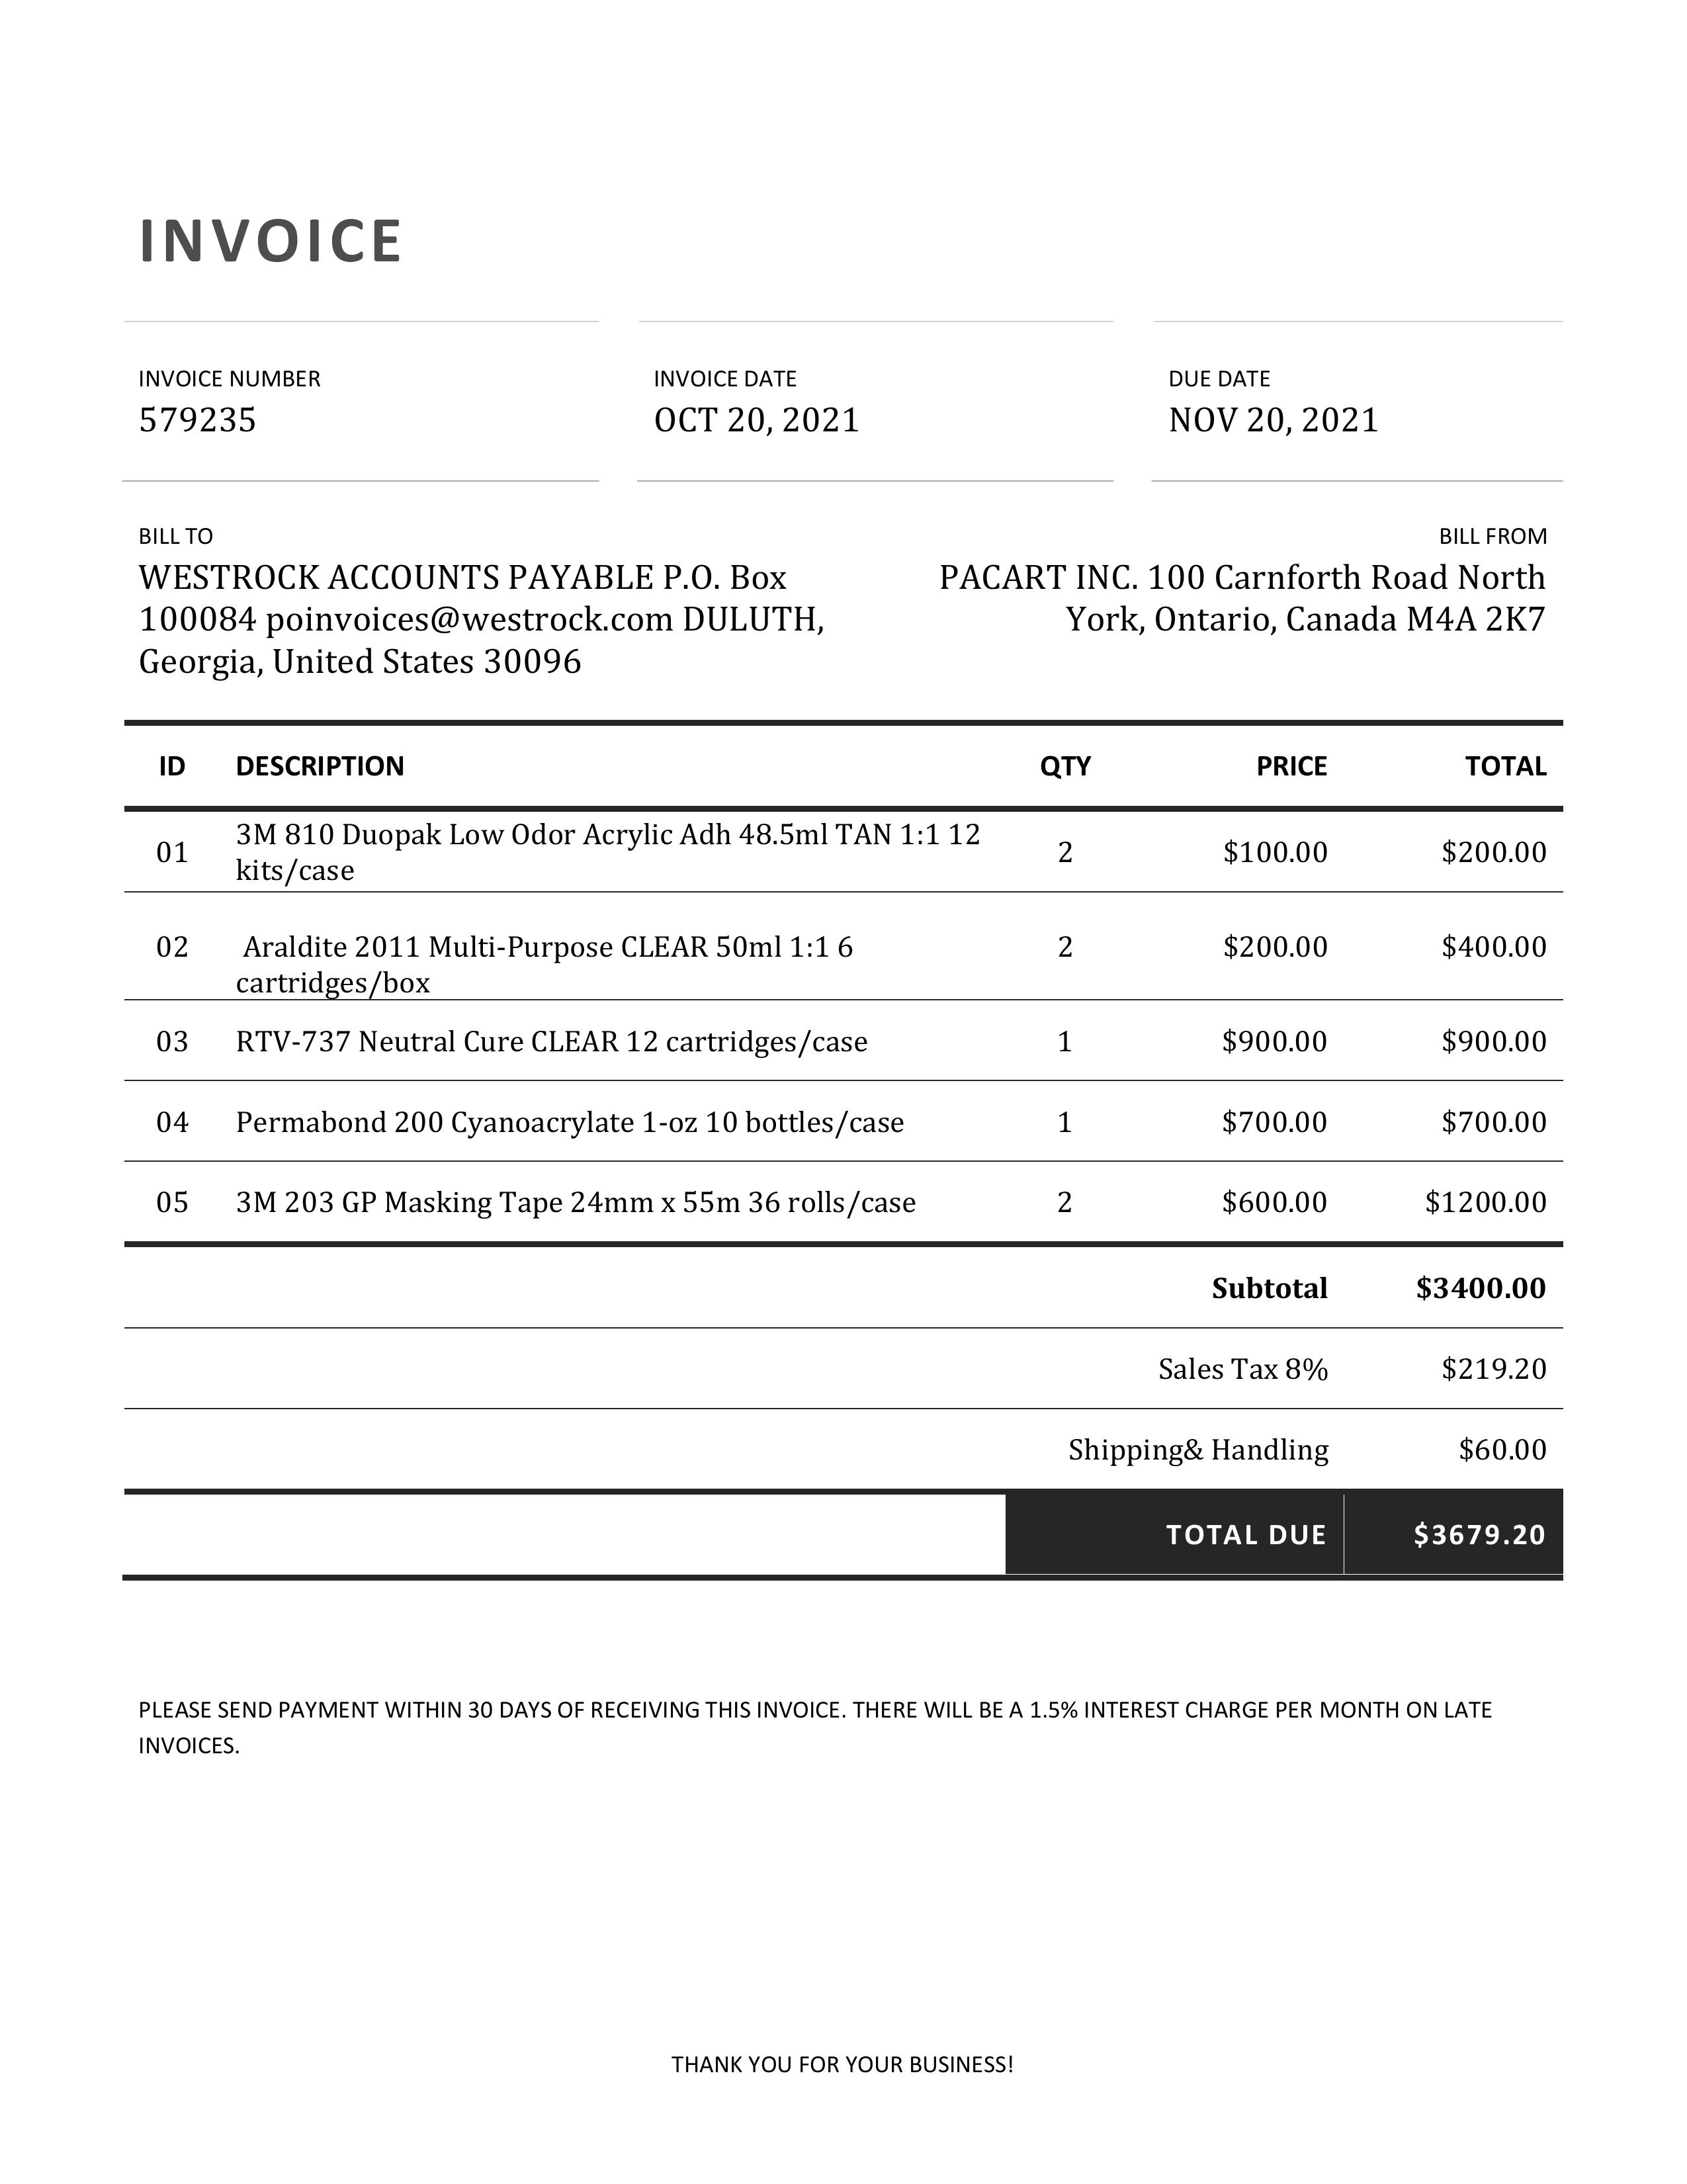 INVOICE
INVOICE NUMBER
579235
INVOICE DATE
OCT 20, 2021
DUE DATE
NOV 20, 2021
BILL TO
WESTROCK ACCOUNTS PAYABLE P.O. Box
100084 poinvoices@westrock.com DULUTH,
Georgia, United States 30096
BILL FROM
PACART INC. 100 Carnforth Road North
York, Ontario, Canada M4A 2K7
ID DESCRIPTION QTY PRICE TOTAL
01 3M 810 Duopak Low Odor Acrylic Adh 48.5ml TAN 1:1 12
kits/case 2 $100.00 $200.00
02 Araldite 2011 Multi-Purpose CLEAR 50ml 1:1 6 2 $200.00 $400.00
cartridges/box
03 RTV-737 Neutral Cure CLEAR 12 cartridges/case 1 $900.00 $900.00
04 Permabond 200 Cyanoacrylate 1-oz 10 bottles/case 1 $700.00 $700.00
05 3M 203 GP Masking Tape 24mm x 55m 36 rolls/case 2 $600.00 $1200.00
Subtotal $3400.00
Sales Tax 8% $219.20
Shipping& Handling $60.00
TOTAL DUE $3679.20
PLEASE SEND PAYMENT WITHIN 30 DAYS OF RECEIVING THIS INVOICE. THERE WILL BE A 1.5% INTEREST CHARGE PER MONTH ON LATE
INVOICES.
THANK YOU FOR YOUR BUSINESS!